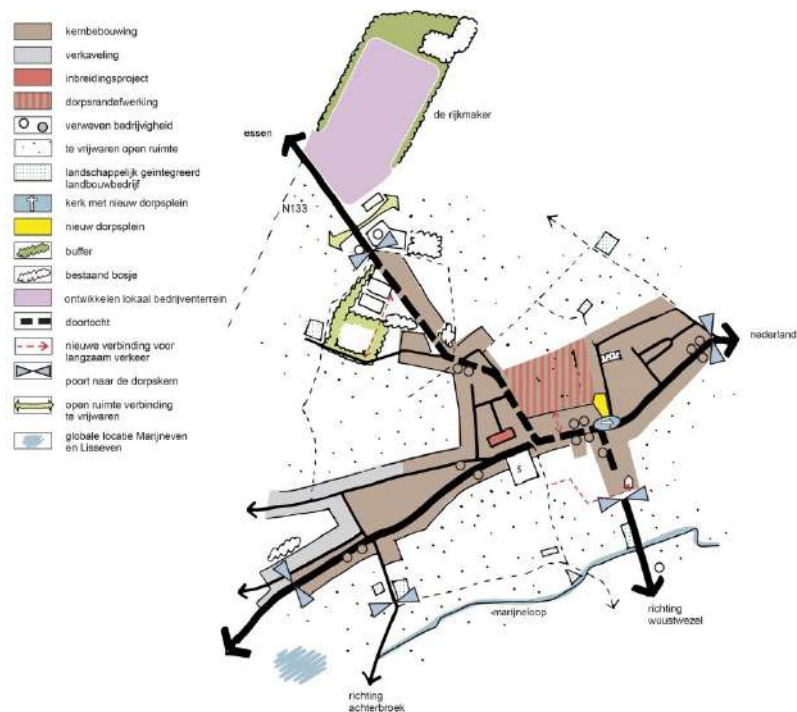 kernbebouwing
verkaveling
inbreidingsproject
dorpsrandafwerking
verweven bedrijvigheid
te vrijwaren open ruimte
landschappelijk geïntegreerd
landbouwbedrijf
kerk met nieuw dorpsplein
nieuw dorpsplein
buffer
bestaand bosje
ontwikkelen lokaal bedrijventerrein
doortocht
nieuwe verbinding voor
langzaam verkeer
poort naar de dorpskern
open ruimte verbinding
te vrijwaren
globale locatie Marijneven
en Lisseven
de rijkmaker
essen
N133
nederland
s
marijneloop
richting
wuustwezel
richting
achterbroek